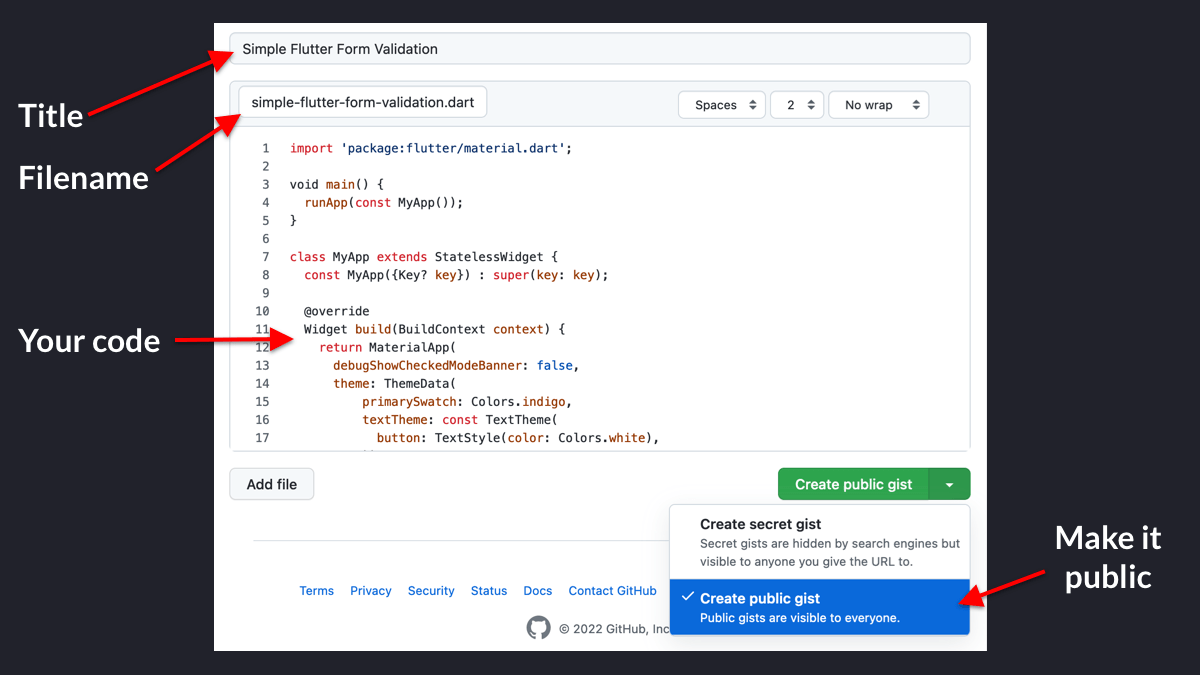 Simple Flutter Form Validation
Title
simple-flutter-form-validation.dart
Spaces
2
No wrap
Filename
1 import 'package:flutter/material.dart';
2
3 void main() {
4 runApp(const MyApp());
5 }
6
7 class MyApp extends StatelessWidget {
8 const MyApp({Key? key}) : super(key: key);
9
10 @override
11 Widget build(BuildContext context) {
Your code
12 return MaterialApp(
13 debugShowCheckedModeBanner: false,
14 theme: ThemeData(
15 primarySwatch: Colors.indigo,
16 textTheme: const TextTheme(
17 button: TextStyle(color: Colors.white),
Add file
Create public gist
Create secret gist
Secret gists are hidden by search engines but
visible to anyone you give the URL to.
Create public gist
Public gists are visible to everyone.
Make it
public
Terms
Privacy
Security
Status
Docs
Contact GitHub
© 2022 GitHub, Inc